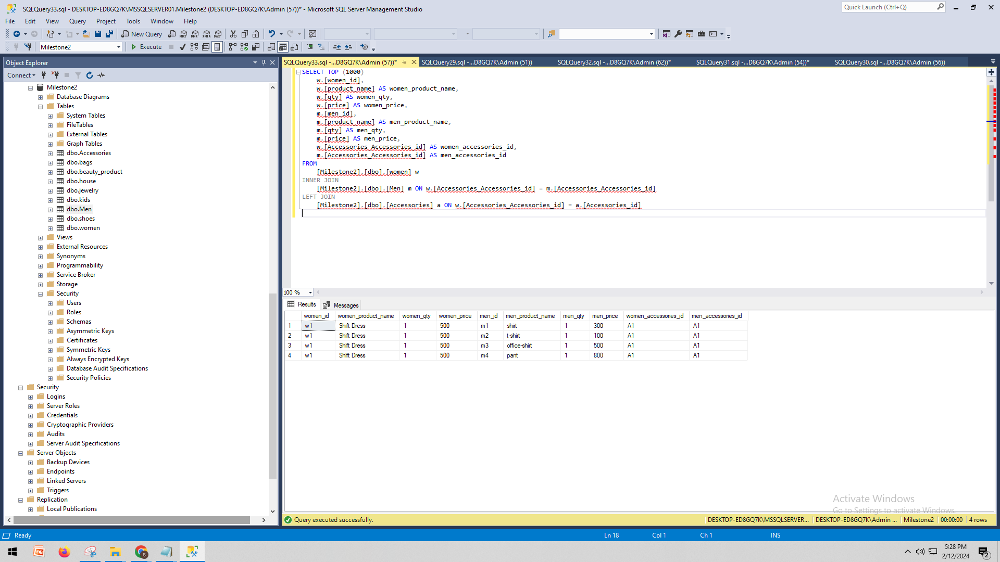 SQLQuery33.sql - DESKTOP-ED8GQ7K\MSSQLSERVER01.Milestone2 (DESKTOP-ED8GQ7K\Admin (57))* - Microsoft SQL Server Management Studio
Quick Launch (Ctrl+Q)
File Edit View Query Project Tools Window Help
New Query
MDX DMX XMLA DAX
Milestone2
Execute
Object Explorer
SQLQuery33.sql -...D8GQ7K\Admin (57))*
SQLQuery29.sql -...D8GQ7K\Admin (51))
SQLQuery32.sql -...D8GQ7K\Admin (62))*
SQLQuery31.sql -...D8GQ7K\Admin (54))*
SQLQuery30.sql -...D8GQ7K\Admin (56))
Connect
Milestone2
Database Diagrams
Tables
System Tables
FileTables
External Tables
Graph Tables
dbo.Accessories
dbo.bags
dbo.beauty_product
dbo.house
dbo.jewelry
dbo.kids
dbo.Men
dbo.shoes
dbo.women
Views
External Resources
Synonyms
Programmability
Service Broker
Storage
Security
Users
Roles
Schemas
Asymmetric Keys
Certificates
Symmetric Keys
Always Encrypted Keys
Database Audit Specifications
Security Policies
Security
Logins
Server Roles
Credentials
Cryptographic Providers
Audits
Server Audit Specifications
Server Objects
Backup Devices
Endpoints
Linked Servers
Triggers
Replication
Local Publications
SELECT TOP (1000)
w.[women_id],
w.[product_name] AS women_product_name,
w.[qty] AS women_qty,
w.[price] AS women_price,
m.[men_id],
m.[product_name] AS men_product_name,
m.[qty] AS men_qty,
m.[price] AS men_price,
w.[Accessories_Accessories_id] AS women_accessories_id,
m.[Accessories_Accessories_id] AS men_accessories_id
FROM
[Milestone2].[dbo].[women] w
INNER JOIN
[Milestone2].[dbo].[Men] m ON w.[Accessories_Accessories_id] = m.[Accessories_Accessories_id]
LEFT JOIN
[Milestone2].[dbo].[Accessories] a ON w.[Accessories_Accessories_id] = a.[Accessories_id]
100 %
Results Messages
women_id women_product_name women_qty women_price men_id men_product_name men_qty men_price women_accessories_id men_accessories_id
1 w1 Shift Dress 1 500 m1 shirt 1 300 A1 A1
2 w1 Shift Dress 1 500 m2 t-shirt 1 100 A1 A1
3 w1 Shift Dress 1 500 m3 office-shirt 1 500 A1 A1
4 w1 Shift Dress 1 500 m4 pant 1 800 A1 A1
Activate Windows
Go to Settings to activate Windows.
Query executed successfully.
DESKTOP-ED8GQ7K\MSSQLSERVER... DESKTOP-ED8GQ7K\Admin ... Milestone2 00:00:00 4 rows
Ready
Ln 18 Col 1 Ch 1 INS
S
5:28 PM
2/12/2024
2